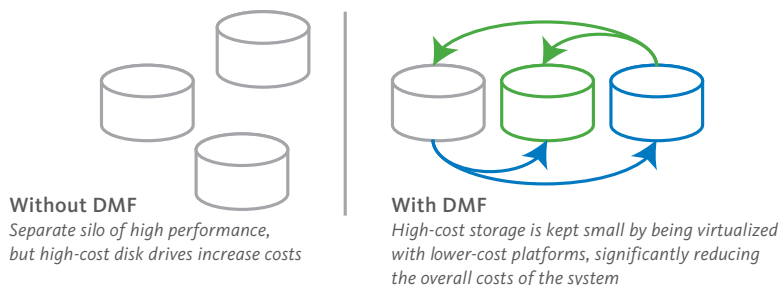 Without DMF
Separate silo of high performance,
but high-cost disk drives increase costs
With DMF
High-cost storage is kept small by being virtualized
with lower-cost platforms, significantly reducing
the overall costs of the system